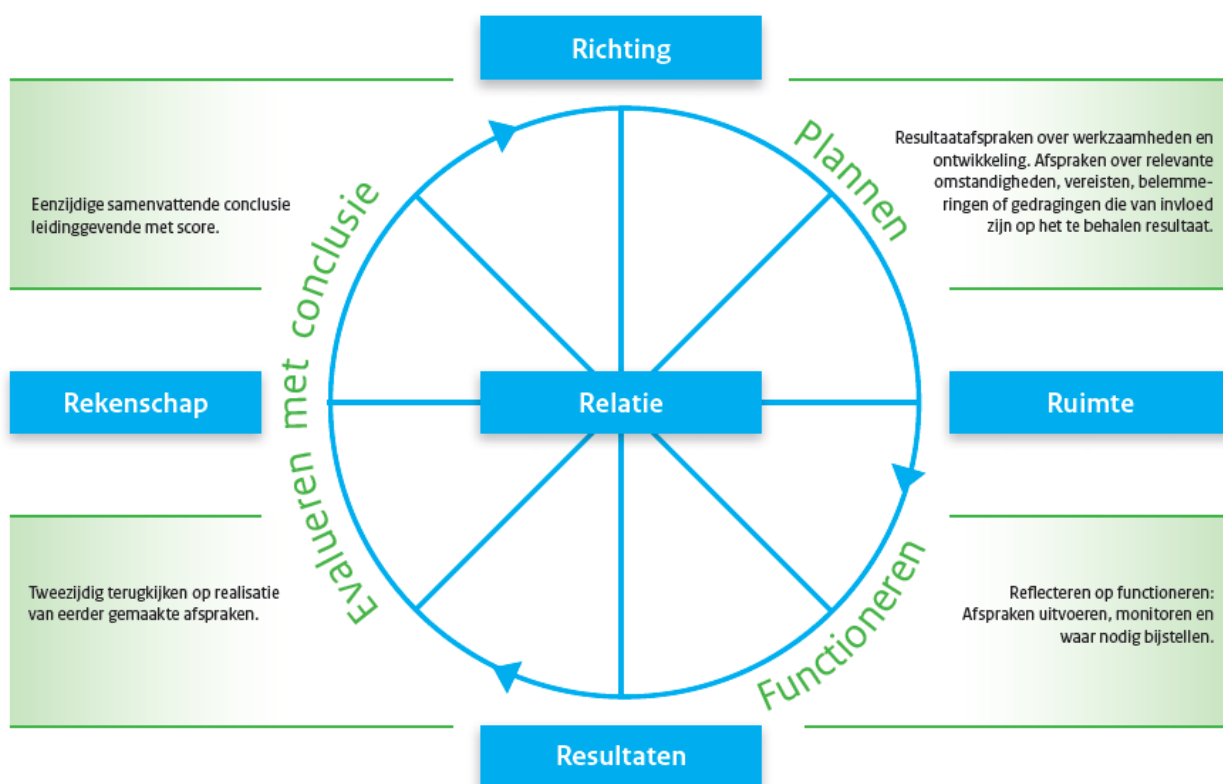 Richting
Plannen
Resultaatafspraken over werkzaamheden en
ontwikkeling. Afspraken over relevante
omstandigheden, vereisten, belemme-
ringen of gedragingen die van invloed
zijn op het te behalen resultaat.
Eenzijdige samenvattende conclusie
leidinggevende met score.
Evalueren met conclusie
Rekenschap
Relatie
Ruimte
Tweezijdig terugkijken op realisatie
van eerder gemaakte afspraken.
Functioneren
Reflecteren op functioneren:
Afspraken uitvoeren, monitoren en
waar nodig bijstellen.
Resultaten